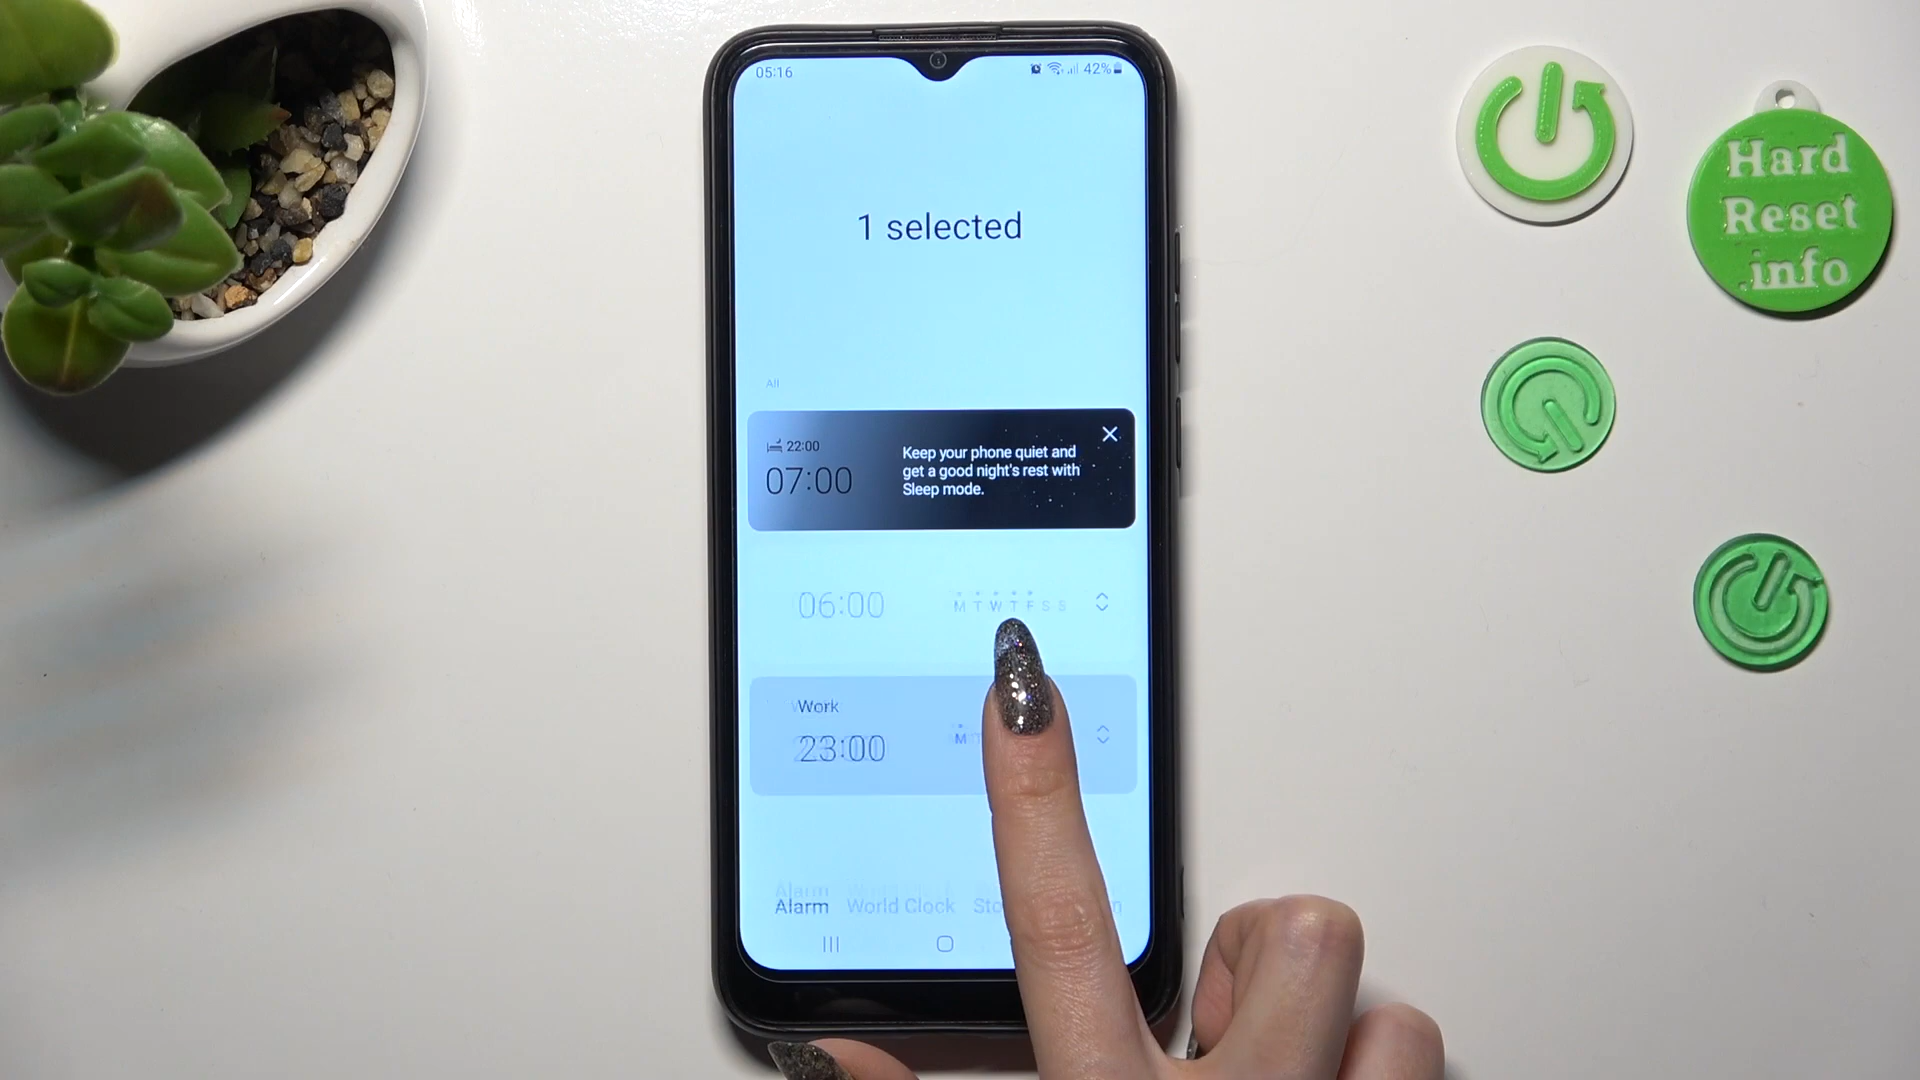 05:16
42%
1 selected
All
22:00
07:00
Keep your phone quiet and
get a good night's rest with
Sleep mode.
06:00
M T W T F S S
Work
23:00
M T
Alarm World Clock
Hard
Reset
.info